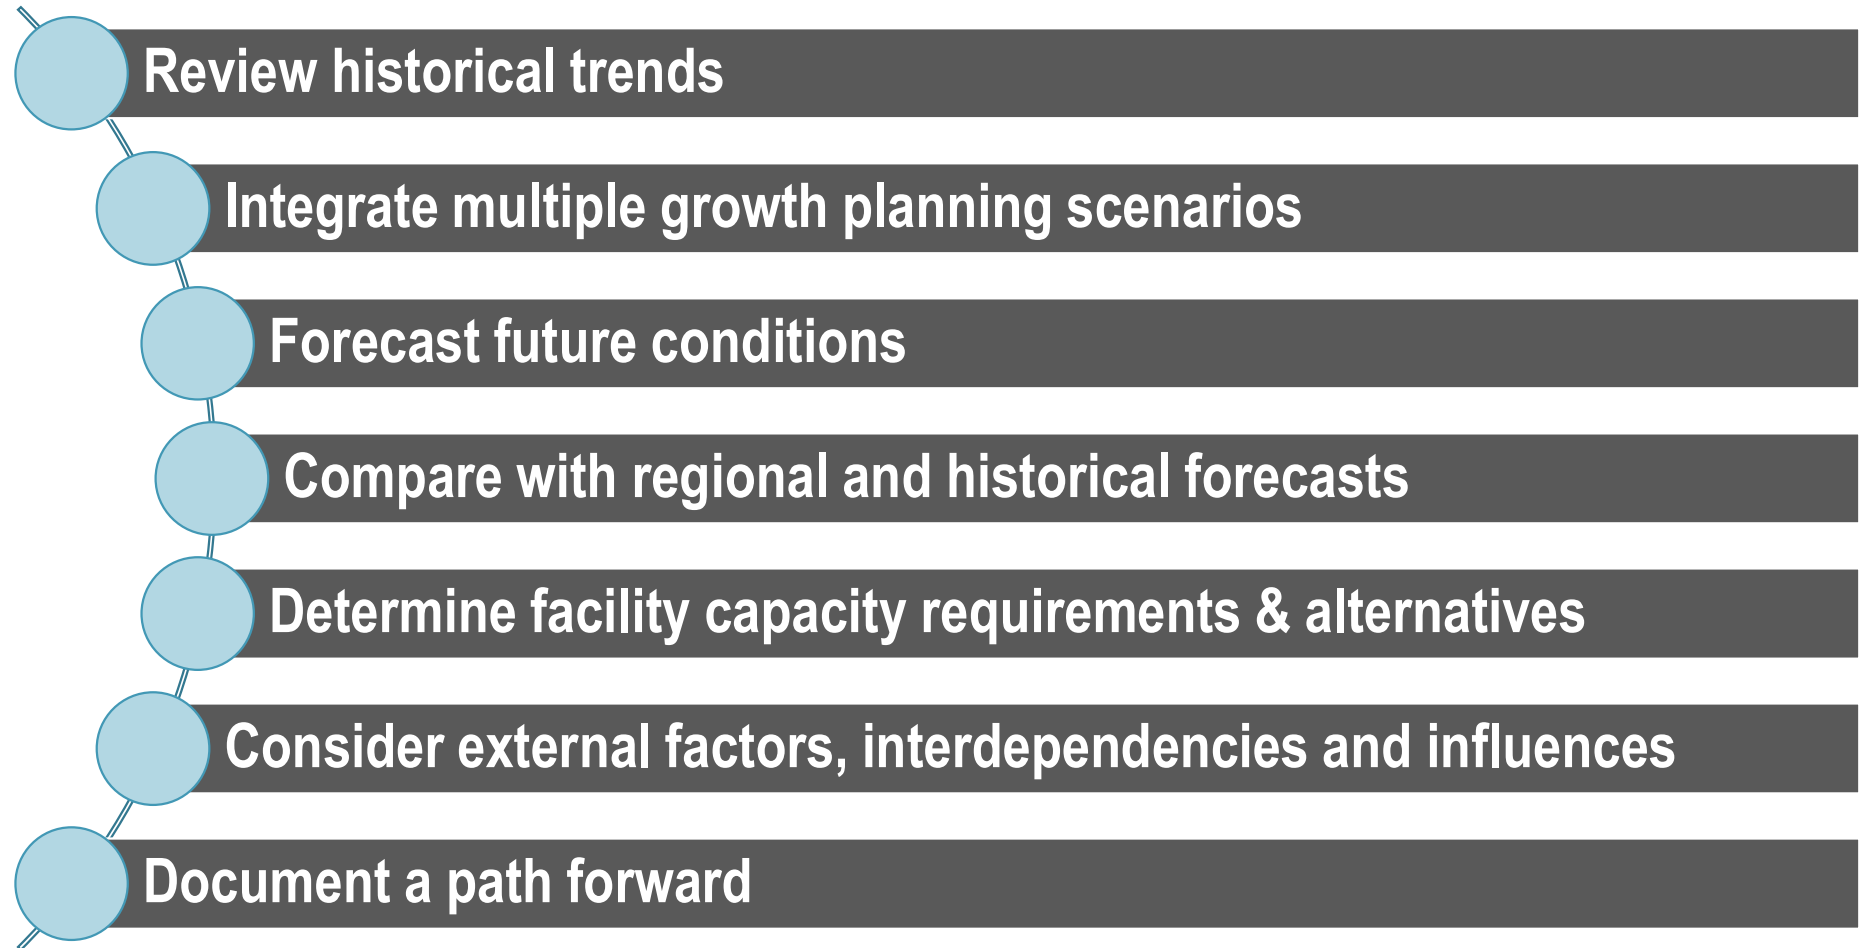 Review historical trends
Integrate multiple growth planning scenarios
Forecast future conditions
Compare with regional and historical forecasts
Determine facility capacity requirements & alternatives
Consider external factors, interdependencies and influences
Document a path forward